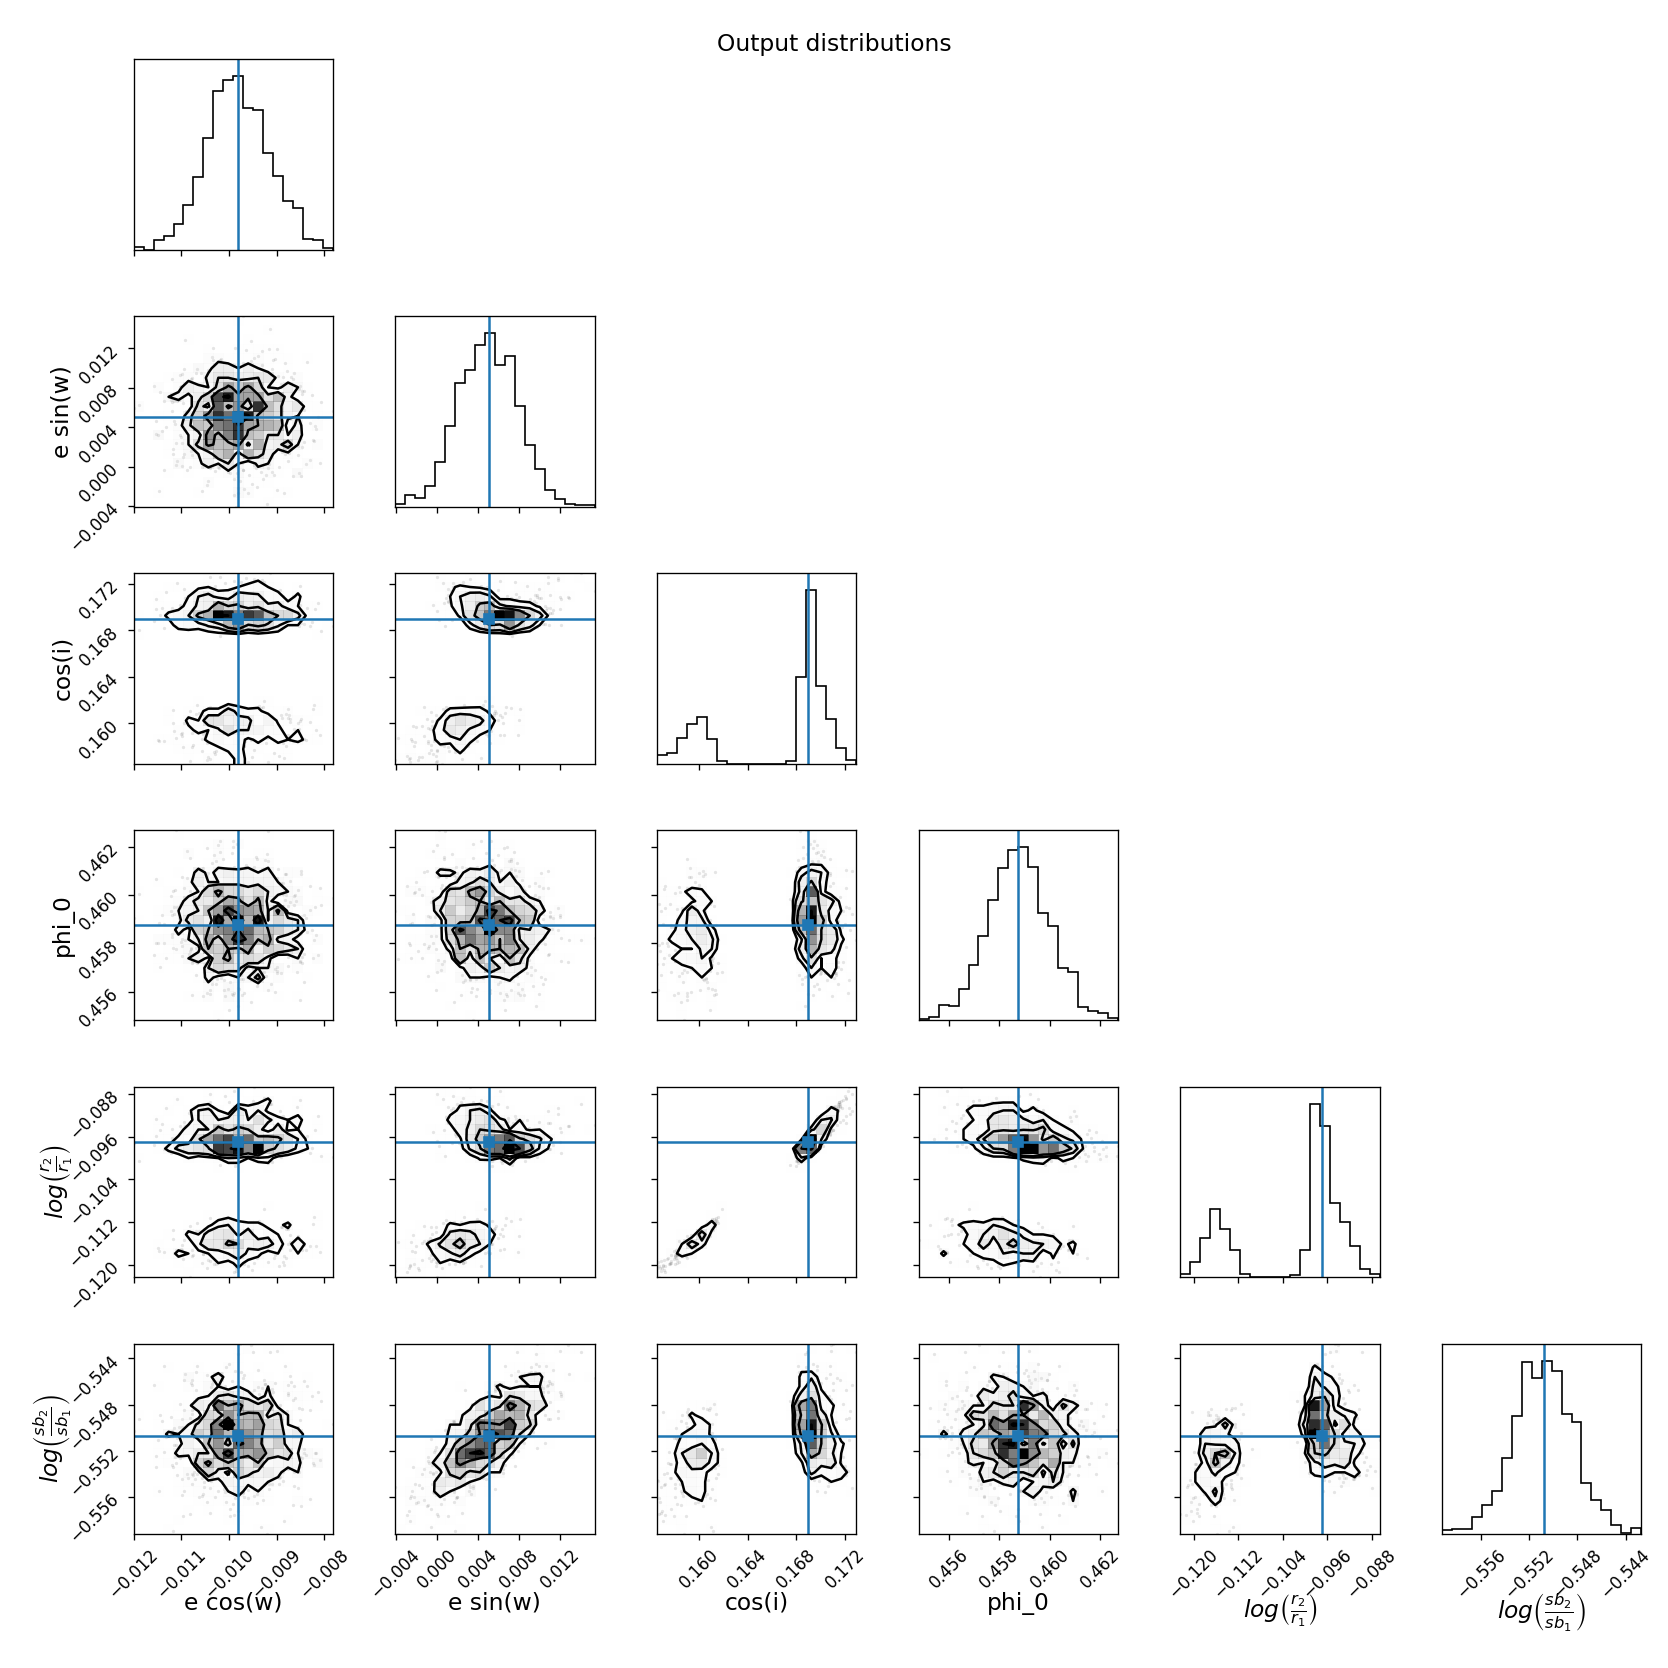 Output distributions
e sin(w)
0.012
0.008
0.004
0.000
−0.004
cos(i)
0.172
0.168
0.164
0.160
phi_0
0.462
0.460
0.458
0.456
log(r₂/r₁)
−0.088
−0.096
−0.104
−0.112
−0.120
log(sb₂/sb₁)
−0.544
−0.548
−0.552
−0.556
−0.012 −0.011 −0.010 −0.009 −0.008
−0.004 0.000 0.004 0.008 0.012
0.160 0.164 0.168 0.172
0.456 0.458 0.460 0.462
−0.120 −0.112 −0.104 −0.096 −0.088
−0.556 −0.552 −0.548 −0.544
e cos(w)
e sin(w)
cos(i)
phi_0
log(r₂/r₁)
log(sb₂/sb₁)